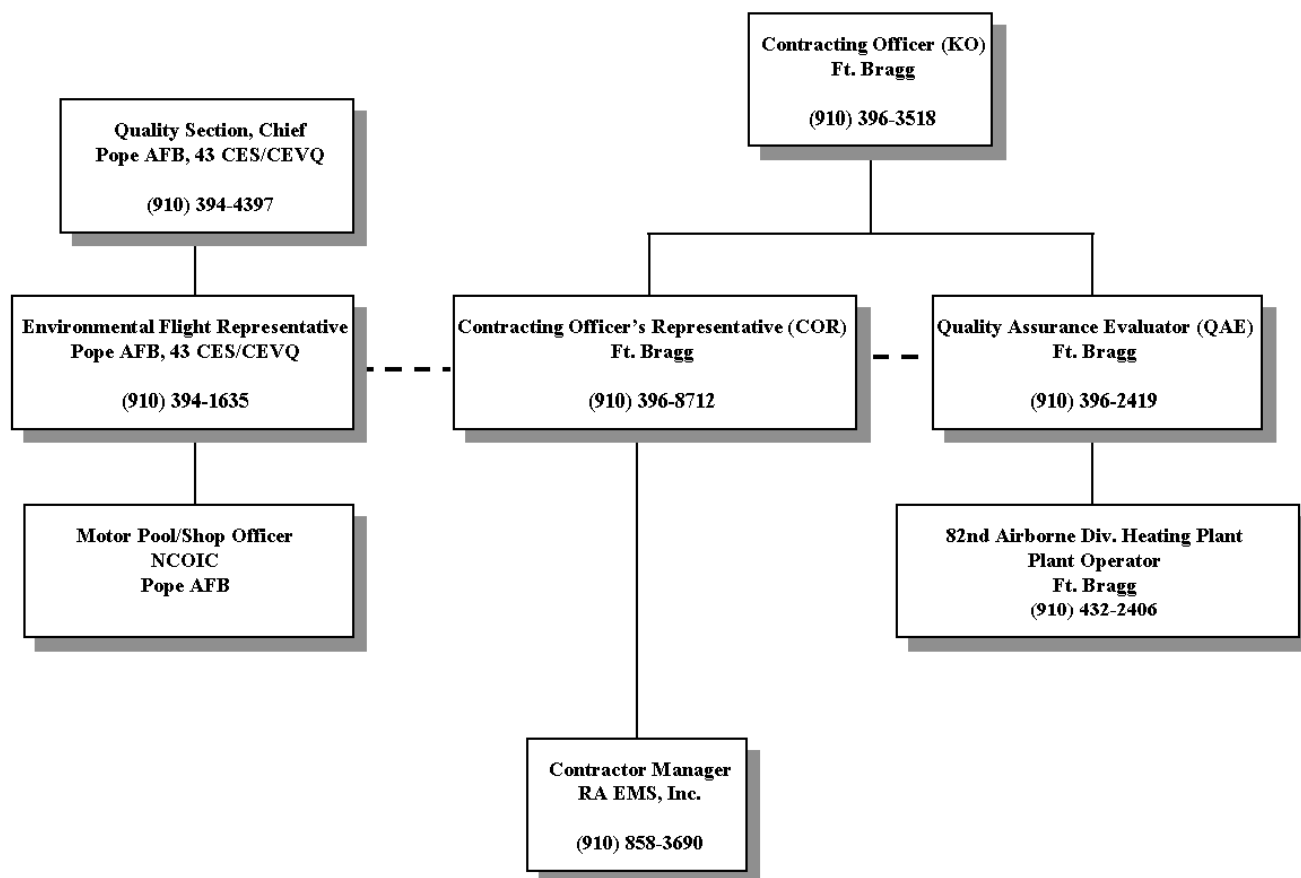 Contracting Officer (KO)
Ft. Bragg
(910) 396-3518
Quality Section, Chief
Pope AFB, 43 CES/CEVQ
(910) 394-4397
Environmental Flight Representative
Pope AFB, 43 CES/CEVQ
(910) 394-1635
Contracting Officer's Representative (COR)
Ft. Bragg
(910) 396-8712
Quality Assurance Evaluator (QAE)
Ft. Bragg
(910) 396-2419
Motor Pool/Shop Officer
NCOIC
Pope AFB
82nd Airborne Div. Heating Plant
Plant Operator
Ft. Bragg
(910) 432-2406
Contractor Manager
RA EMS, Inc.
(910) 858-3690